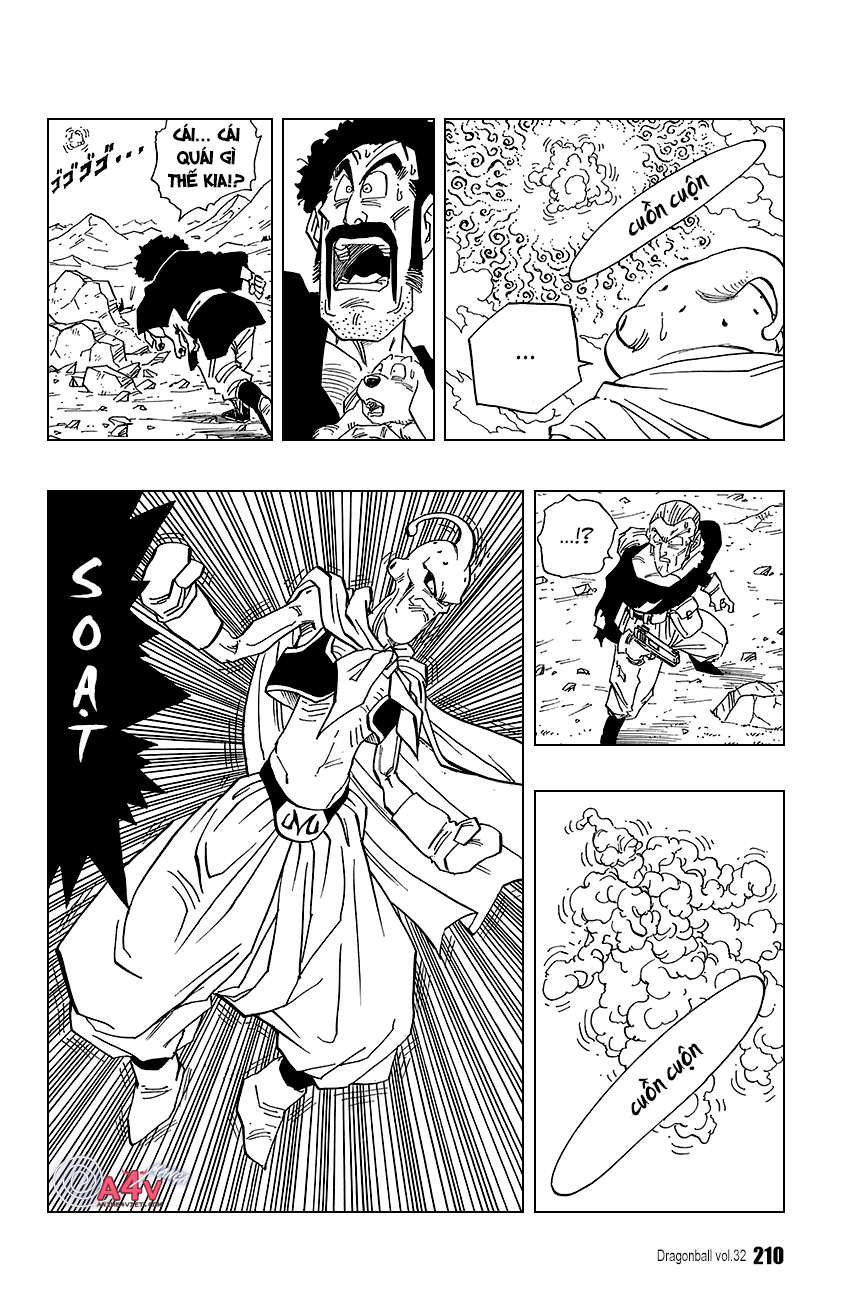 cuồn cuộn
...
CÁI... CÁI
QUÁI GÌ
THẾ KIA!?
ゴゴゴゴ・・・
...!?
cuồn cuộn
SOẠT
A4V
Dragonball vol.32 210